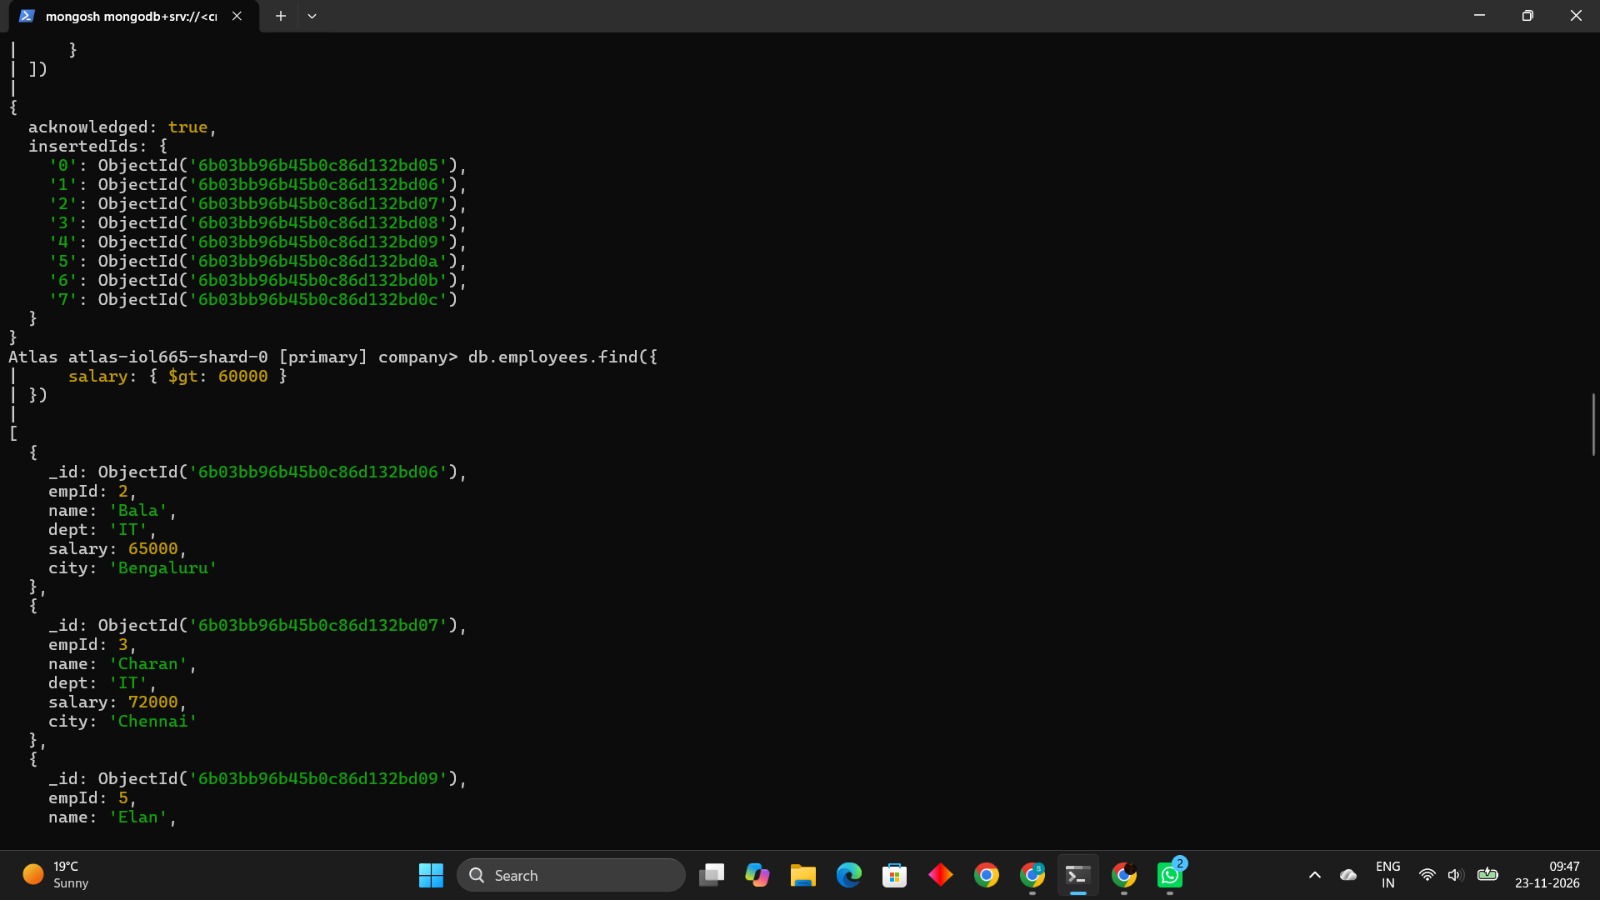 mongosh mongodb+srv://<cr
|     }
| ])
|
{
  acknowledged: true,
  insertedIds: {
    '0': ObjectId('6b03bb96b45b0c86d132bd05'),
    '1': ObjectId('6b03bb96b45b0c86d132bd06'),
    '2': ObjectId('6b03bb96b45b0c86d132bd07'),
    '3': ObjectId('6b03bb96b45b0c86d132bd08'),
    '4': ObjectId('6b03bb96b45b0c86d132bd09'),
    '5': ObjectId('6b03bb96b45b0c86d132bd0a'),
    '6': ObjectId('6b03bb96b45b0c86d132bd0b'),
    '7': ObjectId('6b03bb96b45b0c86d132bd0c')
  }
}
Atlas atlas-iol665-shard-0 [primary] company> db.employees.find({
|     salary: { $gt: 60000 }
| })
|
[
  {
    _id: ObjectId('6b03bb96b45b0c86d132bd06'),
    empId: 2,
    name: 'Bala',
    dept: 'IT',
    salary: 65000,
    city: 'Bengaluru'
  },
  {
    _id: ObjectId('6b03bb96b45b0c86d132bd07'),
    empId: 3,
    name: 'Charan',
    dept: 'IT',
    salary: 72000,
    city: 'Chennai'
  },
  {
    _id: ObjectId('6b03bb96b45b0c86d132bd09'),
    empId: 5,
    name: 'Elan',
19°C
Sunny
Search
2
ENG
IN
09:47
23-11-2026